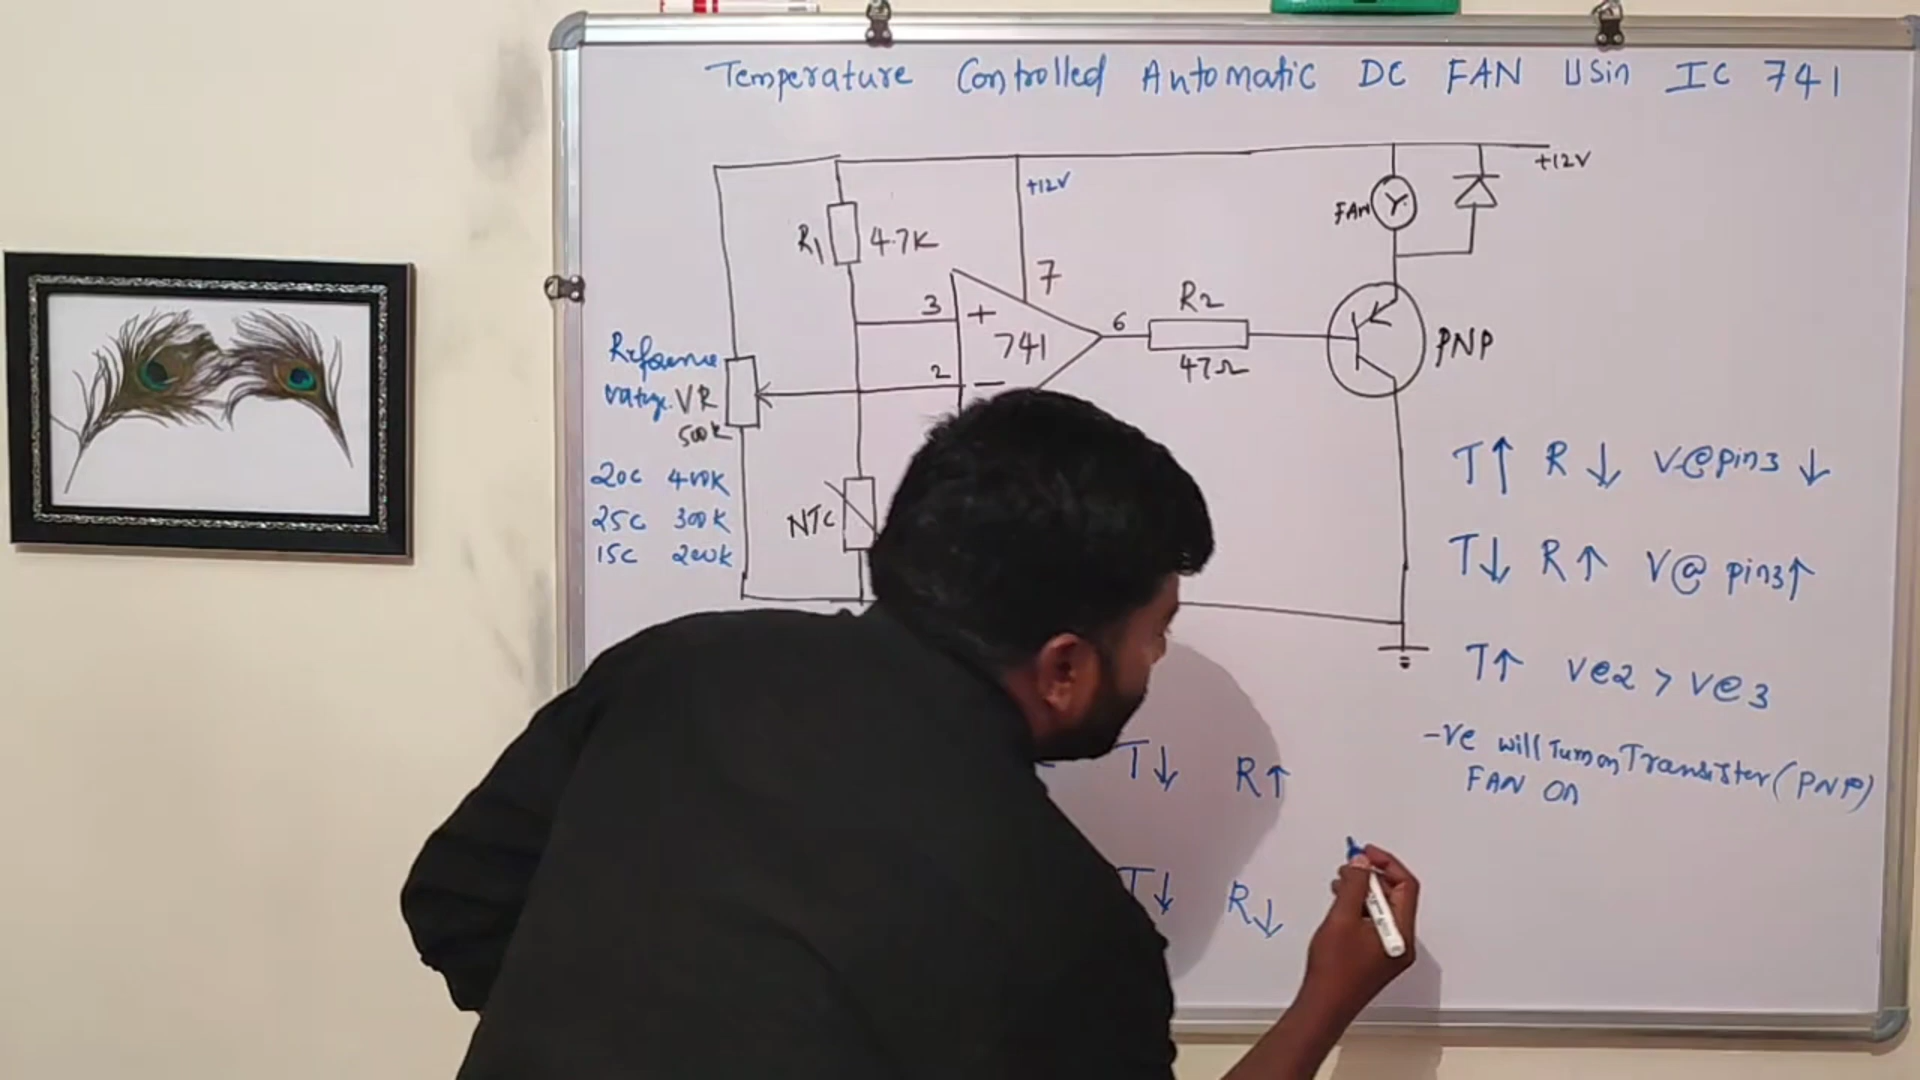 Temperature Controlled Automatic DC FAN Usin IC 741
+12V
+12V
FAN
R1 4.7K
7
3
+
741
6
R2
47Ω
PNP
2
−
Reference
VR
500K
20C 400K
25C 300K
15C 200K
NTC
T↑ R↓ V@pin3 ↓
T↓ R↑ V@ pin3↑
T↑ V@2 > V@3
-ve will Turn on Transister (PNP)
FAN On
T↓ R↑
T↓ R↓